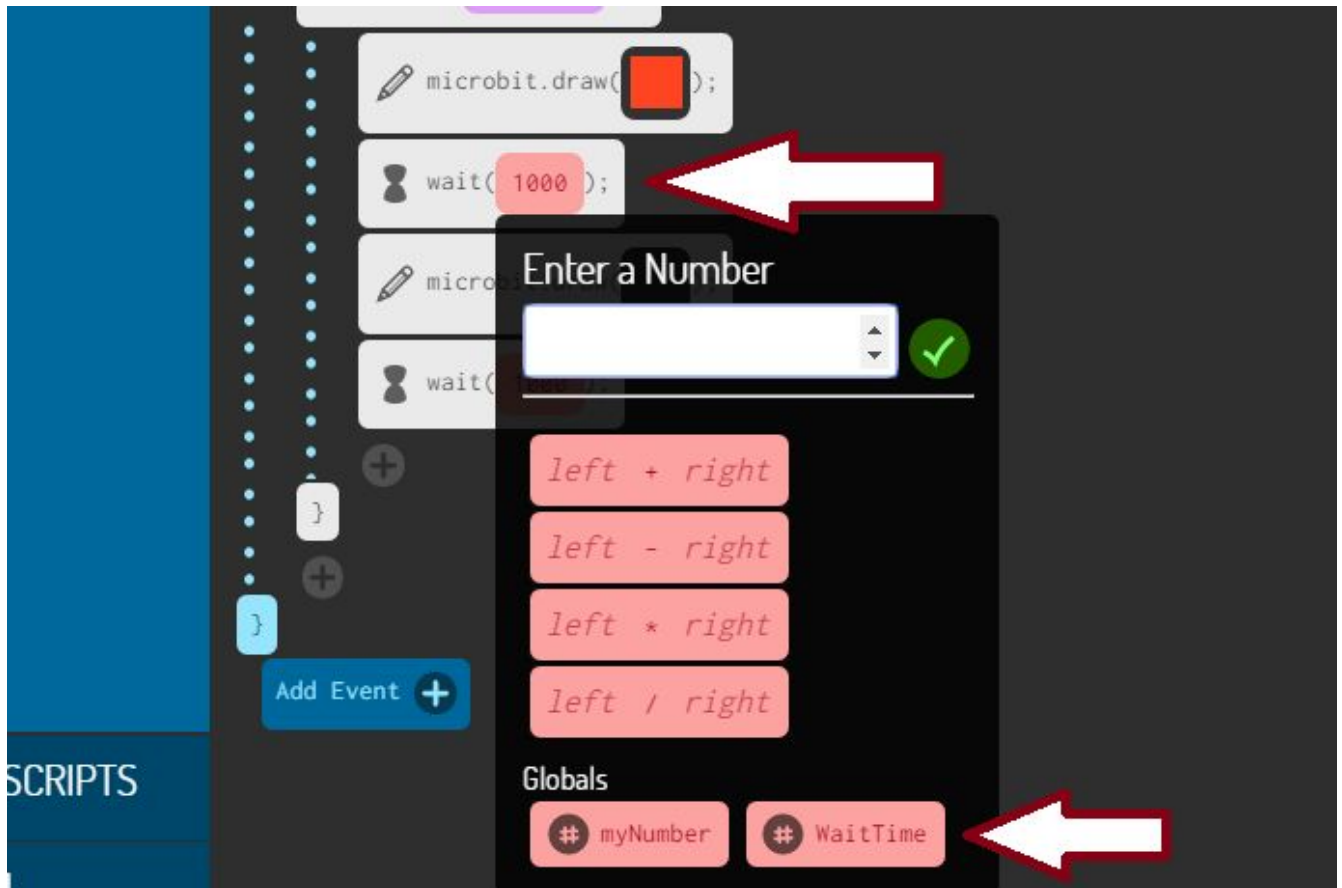 microbit.draw( );
wait( 1000 );
Enter a Number
micro
wait(
left + right
left - right
}
left * right
}
left / right
Add Event +
SCRIPTS
Globals
# myNumber # WaitTime